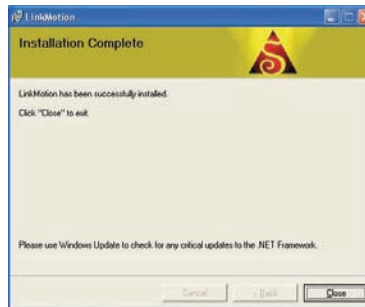 LinkMotion
Installation Complete
LinkMotion has been successfully installed.
Click "Close" to exit.
Please use Windows Update to check for any critical updates to the .NET Framework.
Cancel
< Back
Close